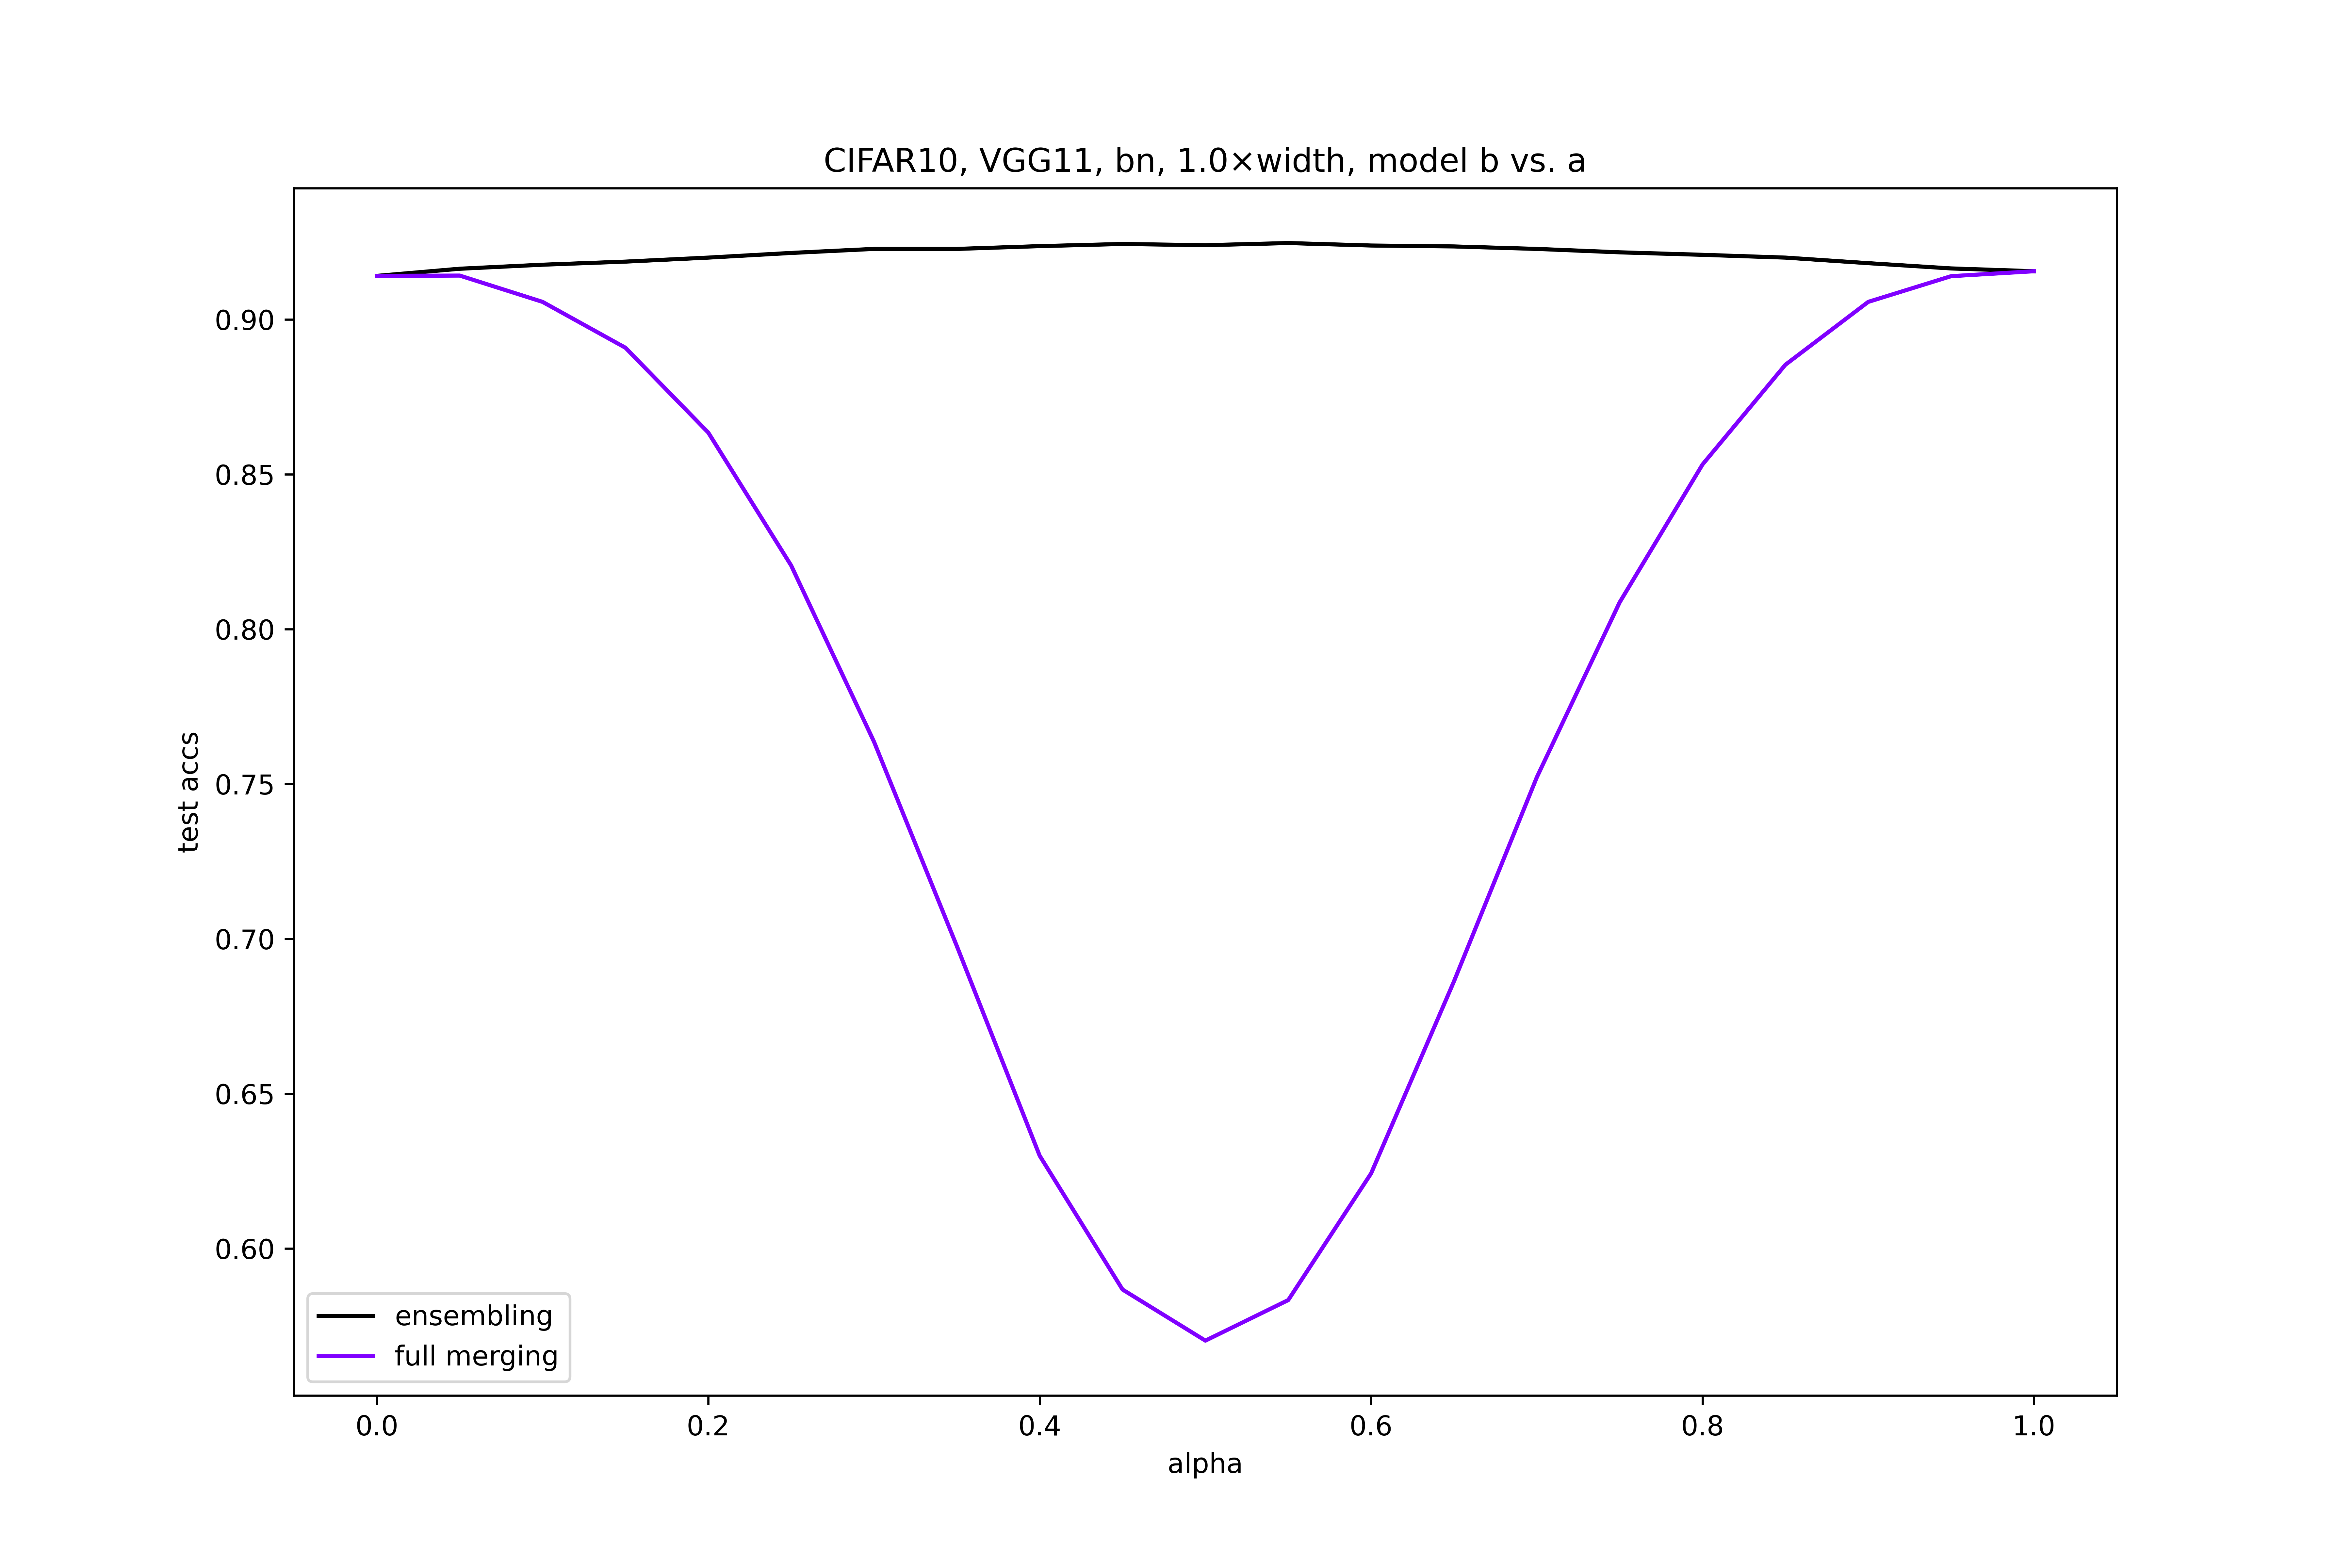 CIFAR10, VGG11, bn, 1.0×width, model b vs. a
test accs
0.90
0.85
0.80
0.75
0.70
0.65
0.60
ensembling
full merging
0.0 0.2 0.4 0.6 0.8 1.0
alpha